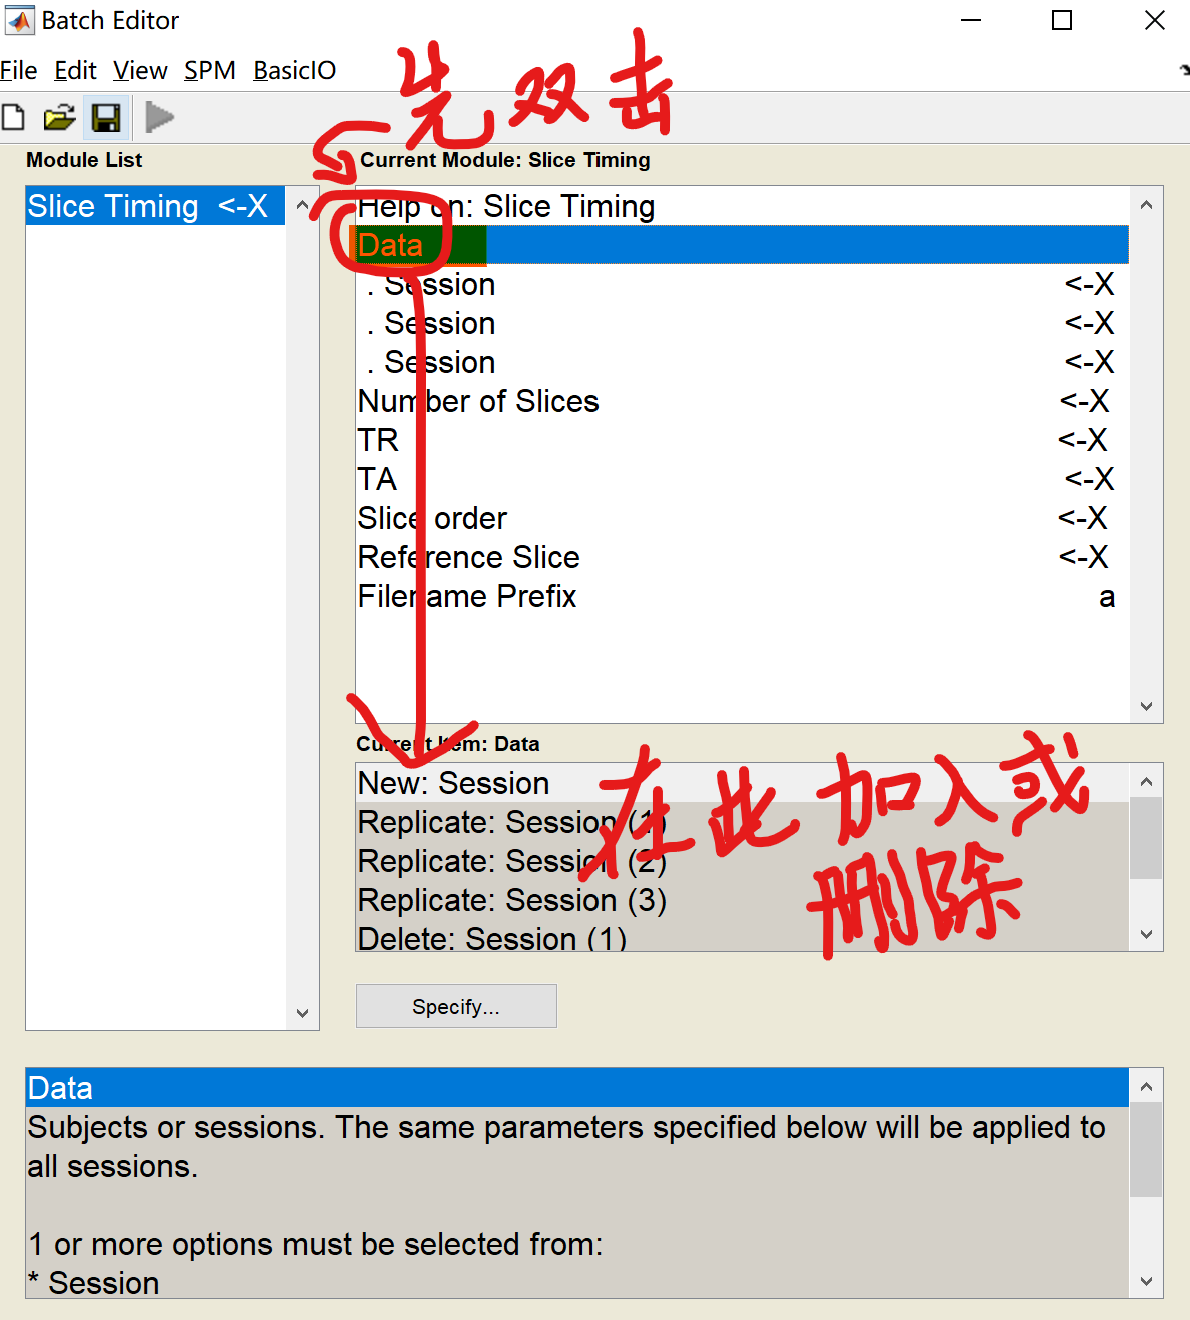 Batch Editor
File Edit View SPM BasicIO
先双击
Module List
Current Module: Slice Timing
Slice Timing <-X
Help on: Slice Timing
Data
. Session <-X
. Session <-X
. Session <-X
Number of Slices <-X
TR <-X
TA <-X
Slice order <-X
Reference Slice <-X
Filename Prefix a
Current Item: Data
New: Session
Replicate: Session (1)
Replicate: Session (2)
Replicate: Session (3)
Delete: Session (1)
在此加入或
删除
Specify...
Data
Subjects or sessions. The same parameters specified below will be applied to
all sessions.
1 or more options must be selected from:
* Session